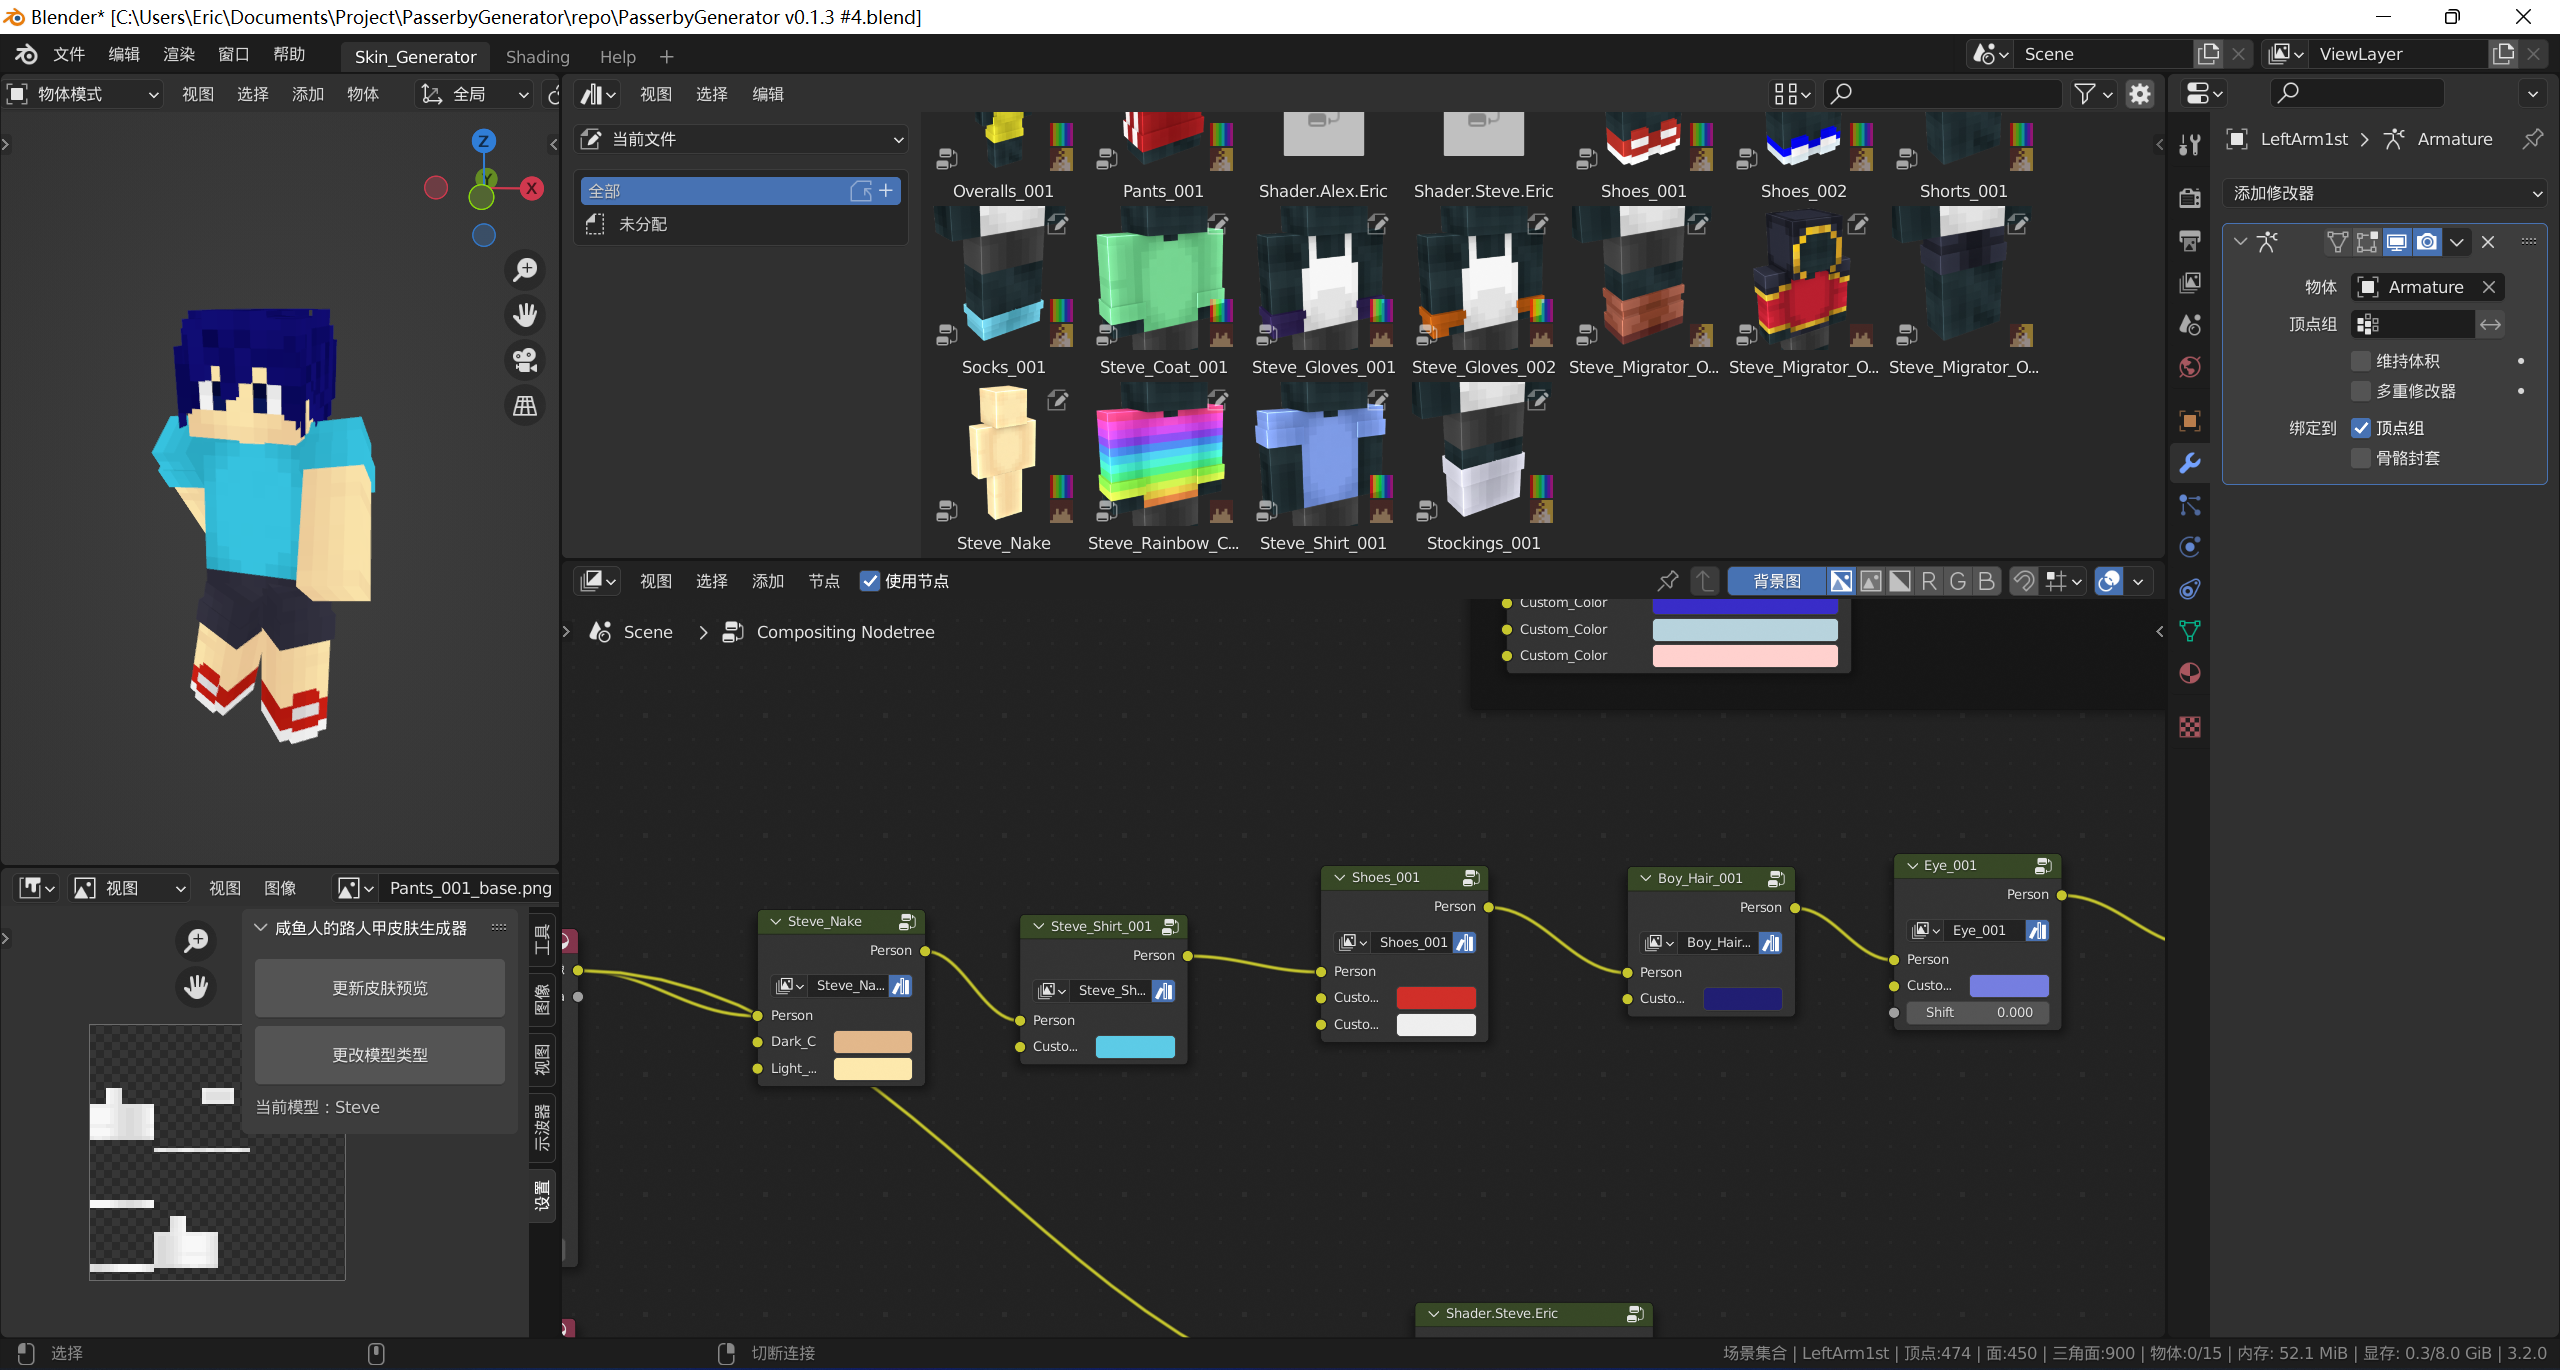 Blender* [C:\Users\Eric\Documents\Project\PasserbyGenerator\repo\PasserbyGenerator v0.1.3 #4.blend]
文件 编辑 渲染 窗口 帮助 Skin_Generator Shading Help + Scene ViewLayer
物体模式 视图 选择 添加 物体 全局
视图 选择 编辑
当前文件
全部
未分配
Z
Y
X
Overalls_001 Pants_001 Shader.Alex.Eric Shader.Steve.Eric Shoes_001 Shoes_002 Shorts_001
Socks_001 Steve_Coat_001 Steve_Gloves_001 Steve_Gloves_002 Steve_Migrator_O... Steve_Migrator_O... Steve_Migrator_O...
Steve_Nake Steve_Rainbow_C... Steve_Shirt_001 Stockings_001
LeftArm1st > Armature
添加修改器
物体 Armature
顶点组
维持体积
多重修改器
绑定到 顶点组
骨骼封套
视图 选择 添加 节点 使用节点 背景图 R G B
Scene > Compositing Nodetree
Custom_Color
Custom_Color
Custom_Color
Steve_Nake
Person
Steve_Na...
Person
Dark_C
Light_...
Steve_Shirt_001
Person
Steve_Sh...
Person
Custo...
Shoes_001
Person
Shoes_001
Person
Custo...
Custo...
Boy_Hair_001
Person
Boy_Hair...
Person
Custo...
Eye_001
Person
Eye_001
Person
Custo...
Shift 0.000
Shader.Steve.Eric
视图 视图 图像 Pants_001_base.png
咸鱼人的路人甲皮肤生成器
更新皮肤预览
更改模型类型
当前模型：Steve
工具
图像
视图
示波器
设置
选择 切断连接 场景集合 | LeftArm1st | 顶点:474 | 面:450 | 三角面:900 | 物体:0/15 | 内存: 52.1 MiB | 显存: 0.3/8.0 GiB | 3.2.0